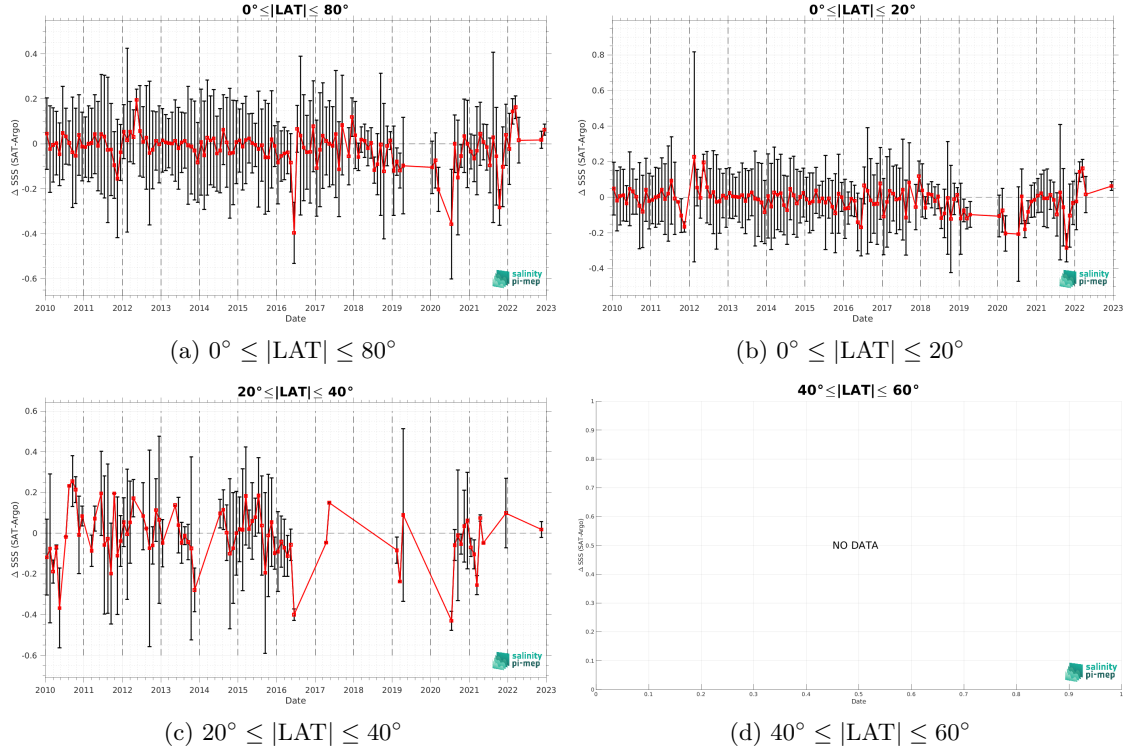 0°≤|LAT|≤ 80°
Δ SSS (SAT-Argo)
0.4
0.2
0
-0.2
-0.4
-0.6
2010 2011 2012 2013 2014 2015 2016 2017 2018 2019 2020 2021 2022 2023
Date
salinity
pi-mep
(a) 0° ≤ |LAT| ≤ 80°
0°≤|LAT|≤ 20°
Δ SSS (SAT-Argo)
0.8
0.6
0.4
0.2
0
-0.2
-0.4
2010 2011 2012 2013 2014 2015 2016 2017 2018 2019 2020 2021 2022 2023
Date
salinity
pi-mep
(b) 0° ≤ |LAT| ≤ 20°
20°≤|LAT|≤ 40°
Δ SSS (SAT-Argo)
0.6
0.4
0.2
0
-0.2
-0.4
-0.6
2010 2011 2012 2013 2014 2015 2016 2017 2018 2019 2020 2021 2022 2023
Date
salinity
pi-mep
(c) 20° ≤ |LAT| ≤ 40°
40°≤|LAT|≤ 60°
Δ SSS (SAT-Argo)
1
0.9
0.8
0.7
0.6
0.5
0.4
0.3
0.2
0.1
0
NO DATA
0 0.1 0.2 0.3 0.4 0.5 0.6 0.7 0.8 0.9 1
Date
salinity
pi-mep
(d) 40° ≤ |LAT| ≤ 60°